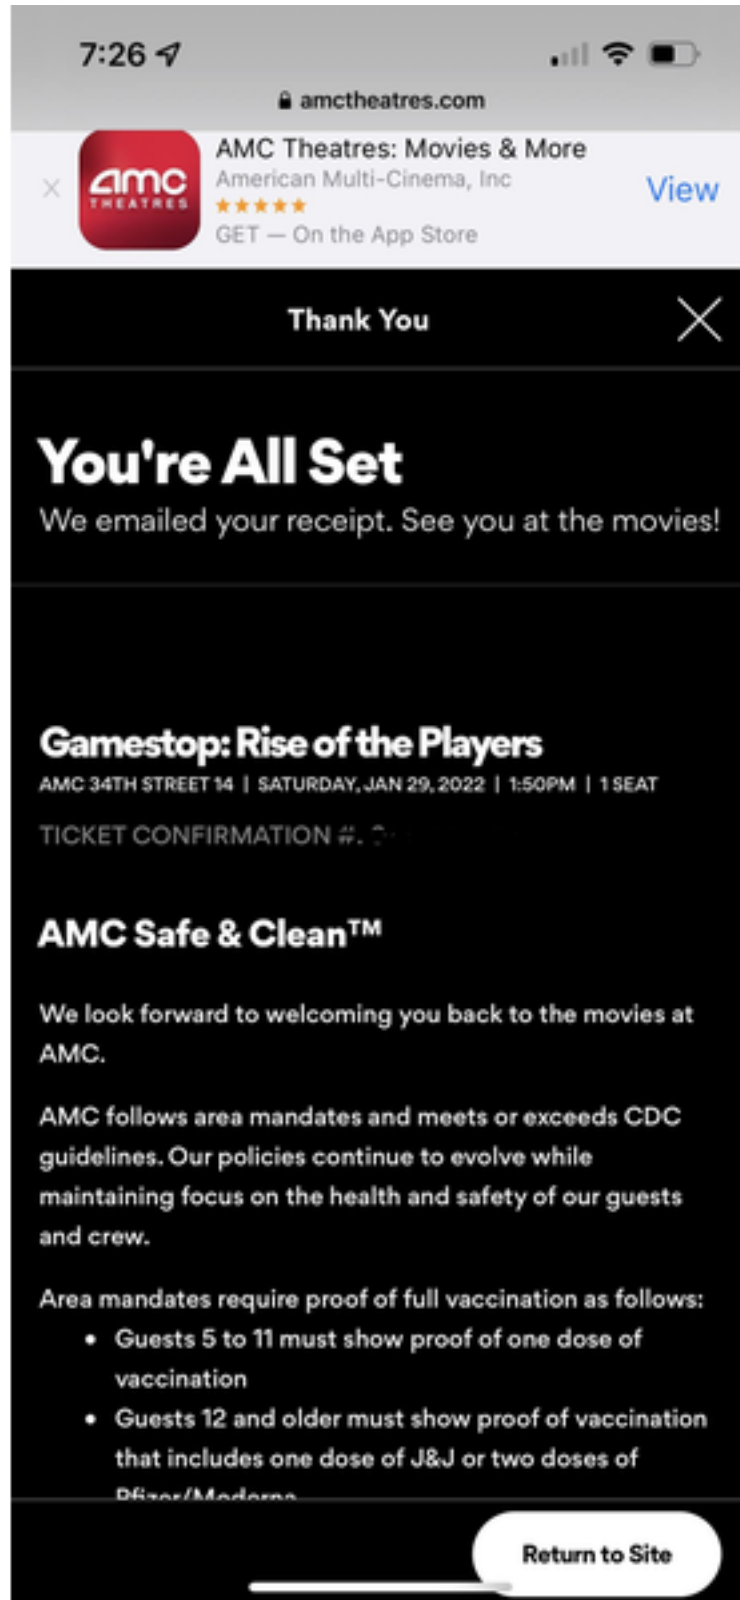 7:26
amctheatres.com
AMC Theatres: Movies & More
amc
THEATRES
American Multi-Cinema, Inc
GET — On the App Store
View
Thank You
You're All Set
We emailed your receipt. See you at the movies!
Gamestop: Rise of the Players
AMC 34TH STREET 14 | SATURDAY, JAN 29, 2022 | 1:50PM | 1 SEAT
TICKET CONFIRMATION #.
AMC Safe & Clean™
We look forward to welcoming you back to the movies at
AMC.
AMC follows area mandates and meets or exceeds CDC
guidelines. Our policies continue to evolve while
maintaining focus on the health and safety of our guests
and crew.
Area mandates require proof of full vaccination as follows:
• Guests 5 to 11 must show proof of one dose of
vaccination
• Guests 12 and older must show proof of vaccination
that includes one dose of J&J or two doses of
Pfizer/Moderna
Return to Site